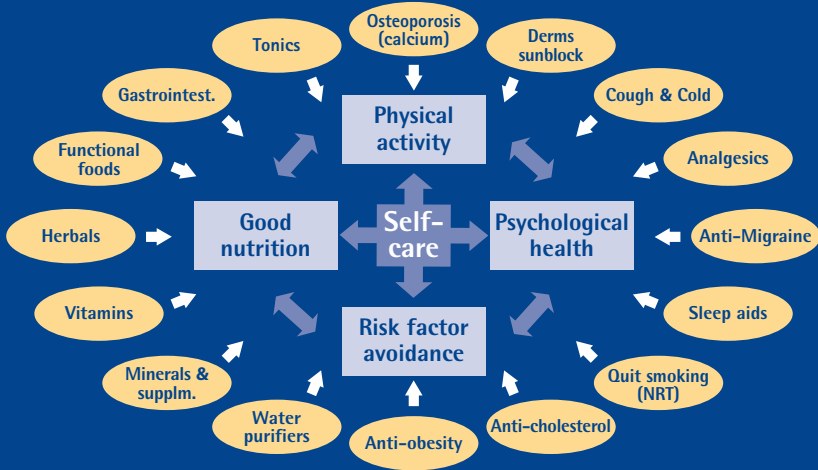 Osteoporosis
(calcium)
Tonics
Derms
sunblock
Gastrointest.
Cough & Cold
Physical
activity
Functional
foods
Analgesics
Good
nutrition
Self-
care
Psychological
health
Herbals
Anti-Migraine
Vitamins
Sleep aids
Risk factor
avoidance
Minerals &
supplm.
Quit smoking
(NRT)
Water
purifiers
Anti-cholesterol
Anti-obesity